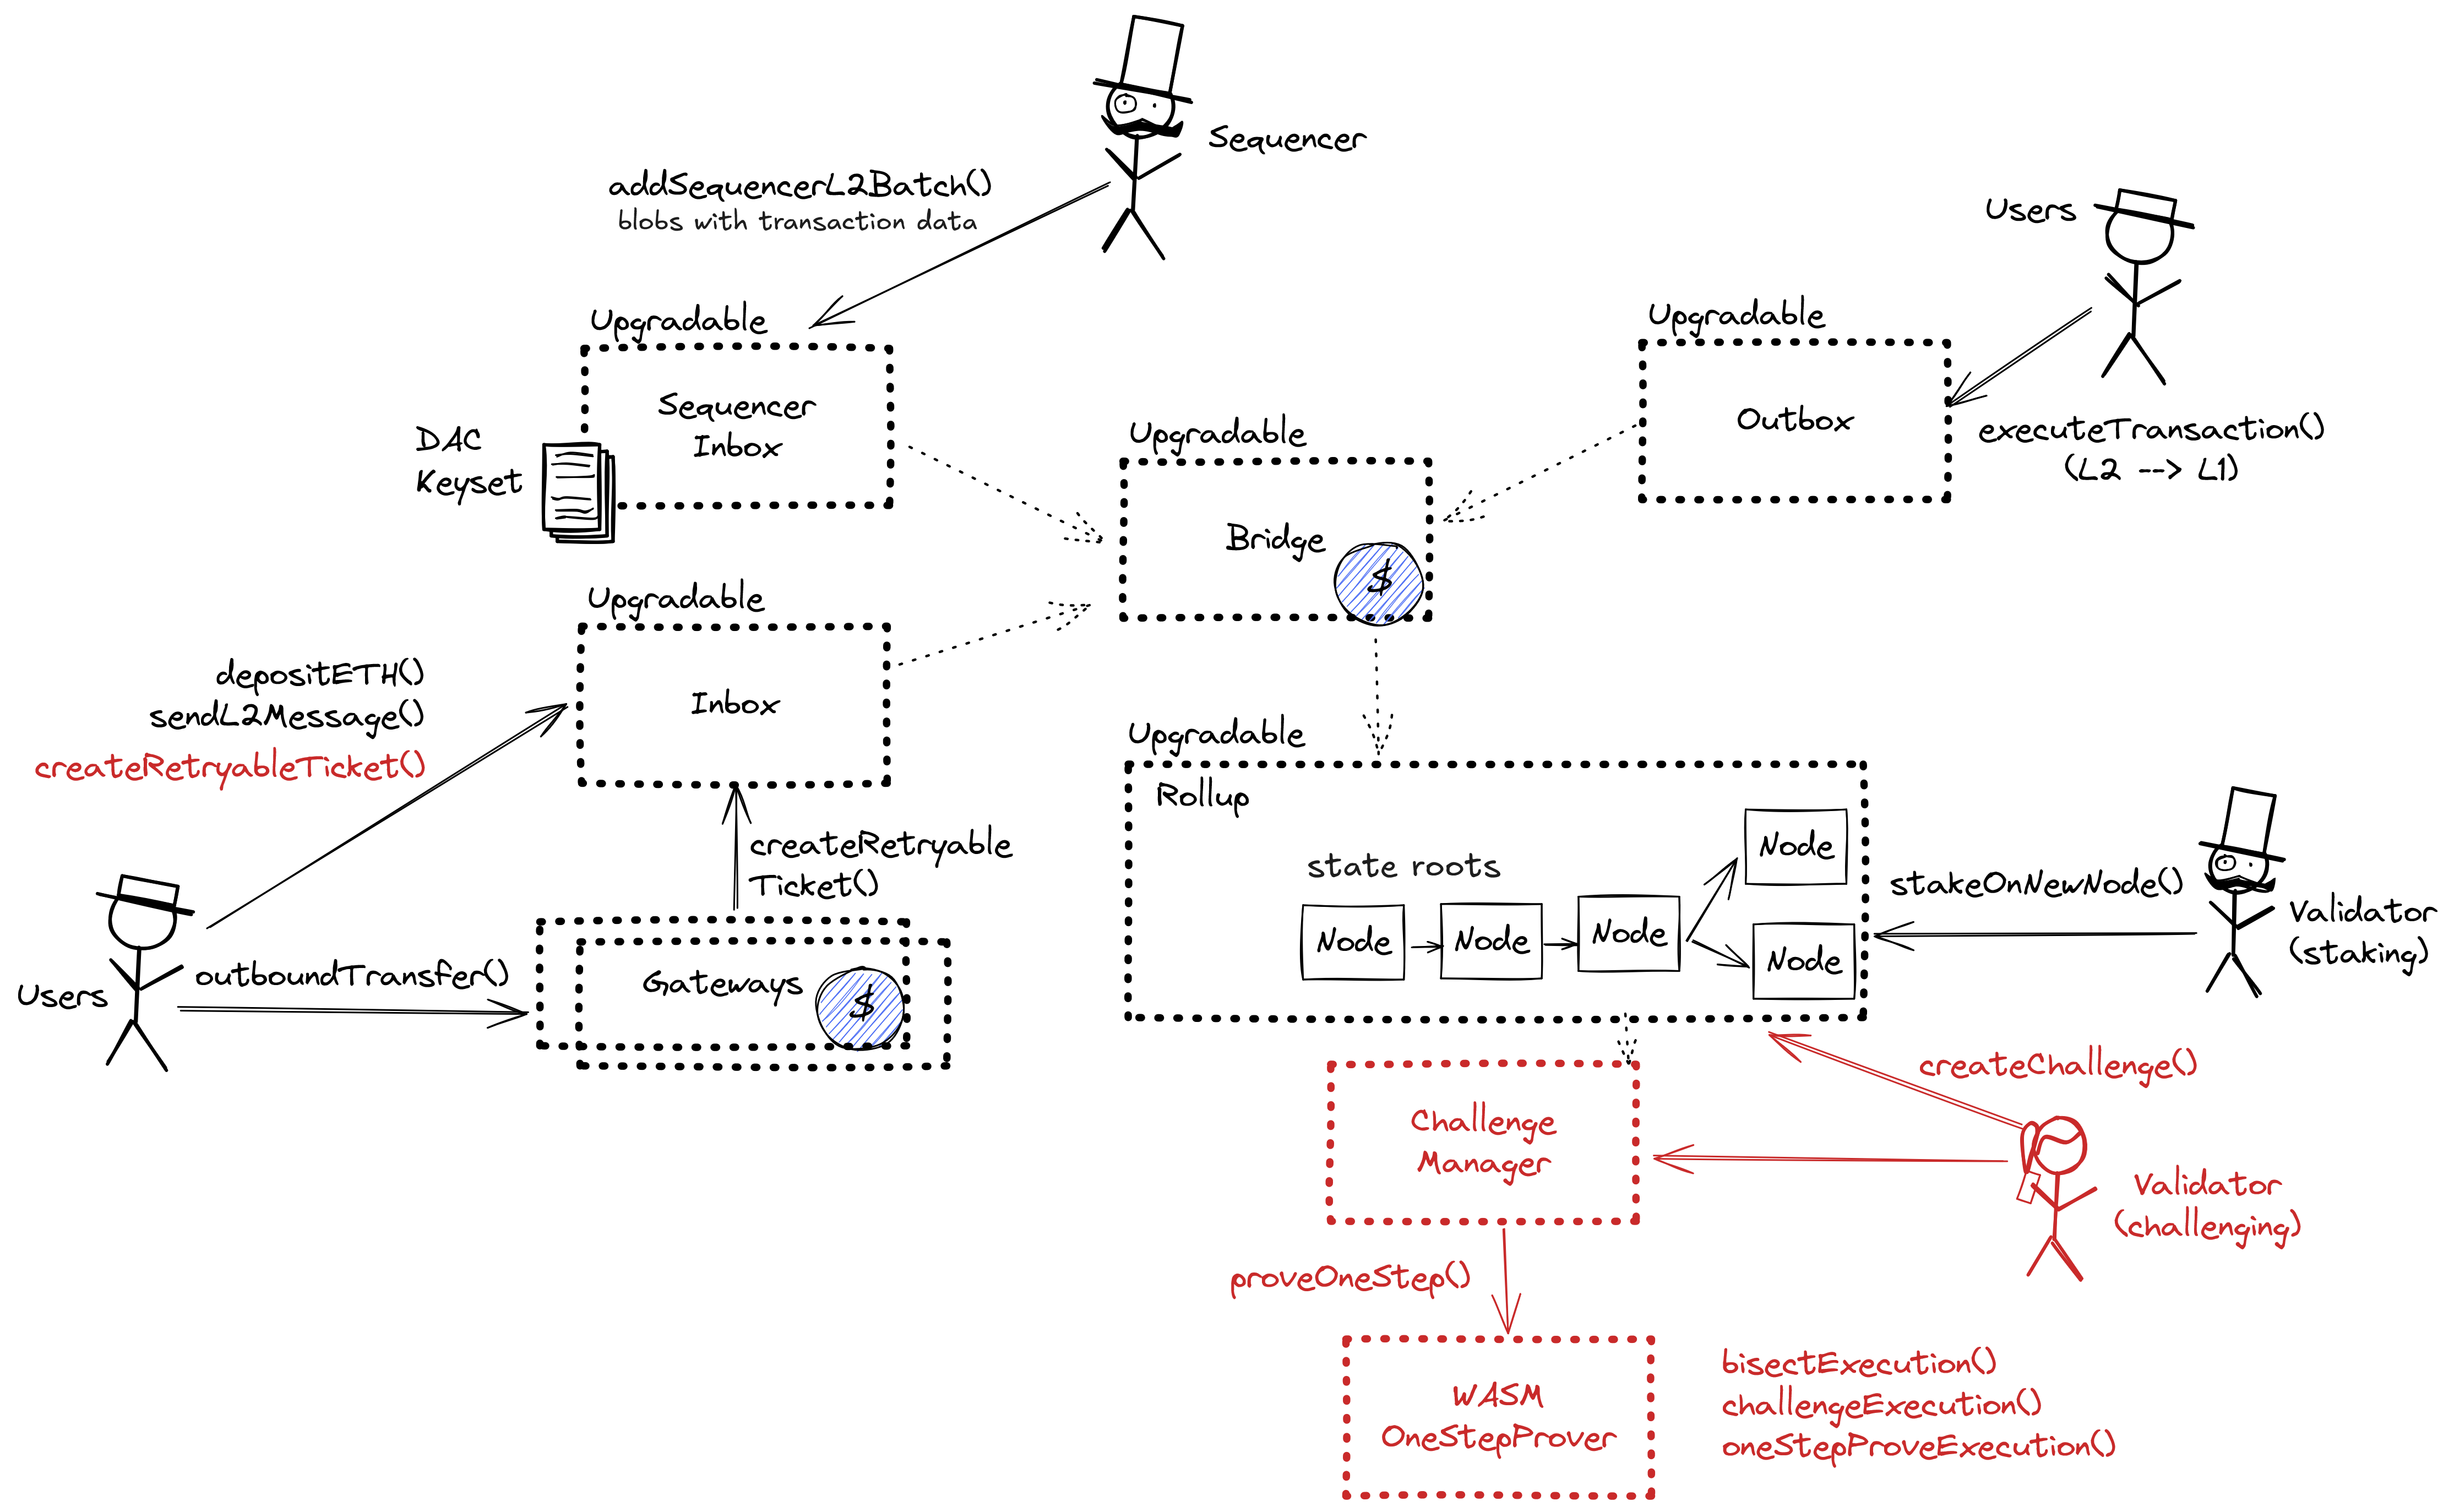 Sequencer
addSequencerL2Batch()
blobs with transaction data
Users
Upgradable
Sequencer
Inbox
DAC
Keyset
Upgradable
Outbox
executeTransaction()
(L2 --> L1)
Upgradable
Bridge
$
Upgradable
Inbox
depositETH()
sendL2Message()
createRetryableTicket()
createRetryable
Ticket()
Users
outboundTransfer()
Gateways
$
Upgradable
Rollup
state roots
Node
Node
Node
Node
Node
stakeOnNewNode()
Validator
(staking)
createChallenge()
Challenge
Manager
Validator
(challenging)
proveOneStep()
WASM
OneStepProver
bisectExecution()
challengeExecution()
oneStepProveExecution()